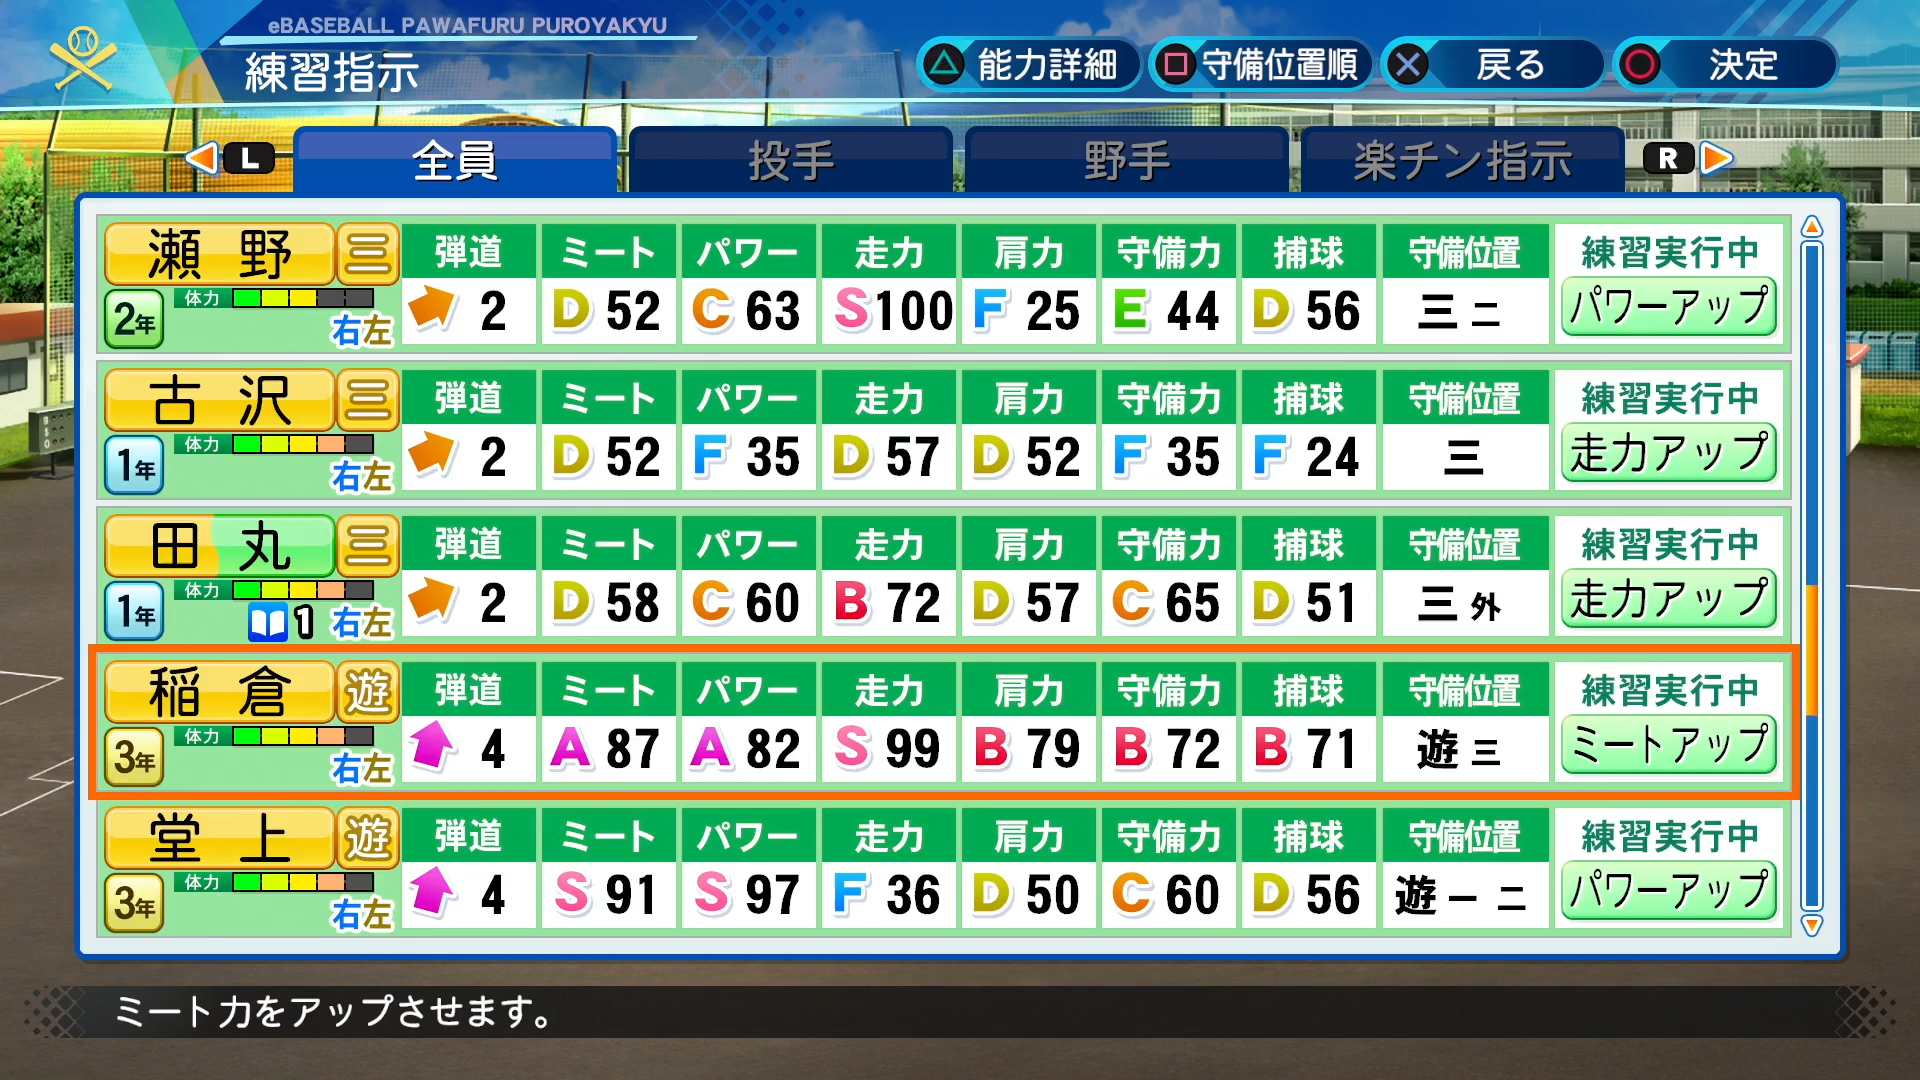 eBASEBALL PAWAFURU PUROYAKYU
練習指示
能力詳細 守備位置順 戻る 決定
L 全員 投手 野手 楽チン指示 R
瀬野 三 弾道 ミート パワー 走力 肩力 守備力 捕球 守備位置 練習実行中
2年 体力 右左 2 D 52 C 63 S 100 F 25 E 44 D 56 三 二 パワーアップ
古沢 三 弾道 ミート パワー 走力 肩力 守備力 捕球 守備位置 練習実行中
1年 体力 右左 2 D 52 F 35 D 57 D 52 F 35 F 24 三 走力アップ
田丸 三 弾道 ミート パワー 走力 肩力 守備力 捕球 守備位置 練習実行中
1年 体力 1 右左 2 D 58 C 60 B 72 D 57 C 65 D 51 三 外 走力アップ
稲倉 遊 弾道 ミート パワー 走力 肩力 守備力 捕球 守備位置 練習実行中
3年 体力 右左 4 A 87 A 82 S 99 B 79 B 72 B 71 遊 三 ミートアップ
堂上 遊 弾道 ミート パワー 走力 肩力 守備力 捕球 守備位置 練習実行中
3年 体力 右左 4 S 91 S 97 F 36 D 50 C 60 D 56 遊 一 二 パワーアップ
ミート力をアップさせます。